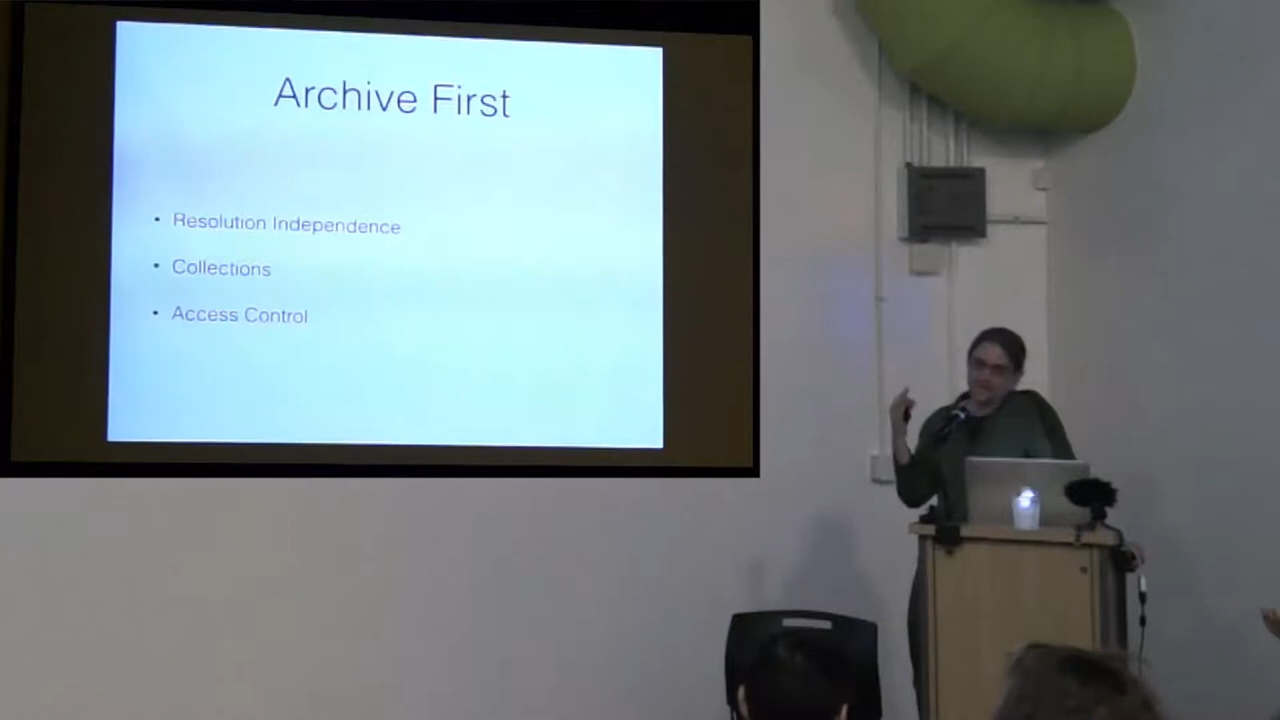 Archive First
• Resolution Independence
• Collections
• Access Control